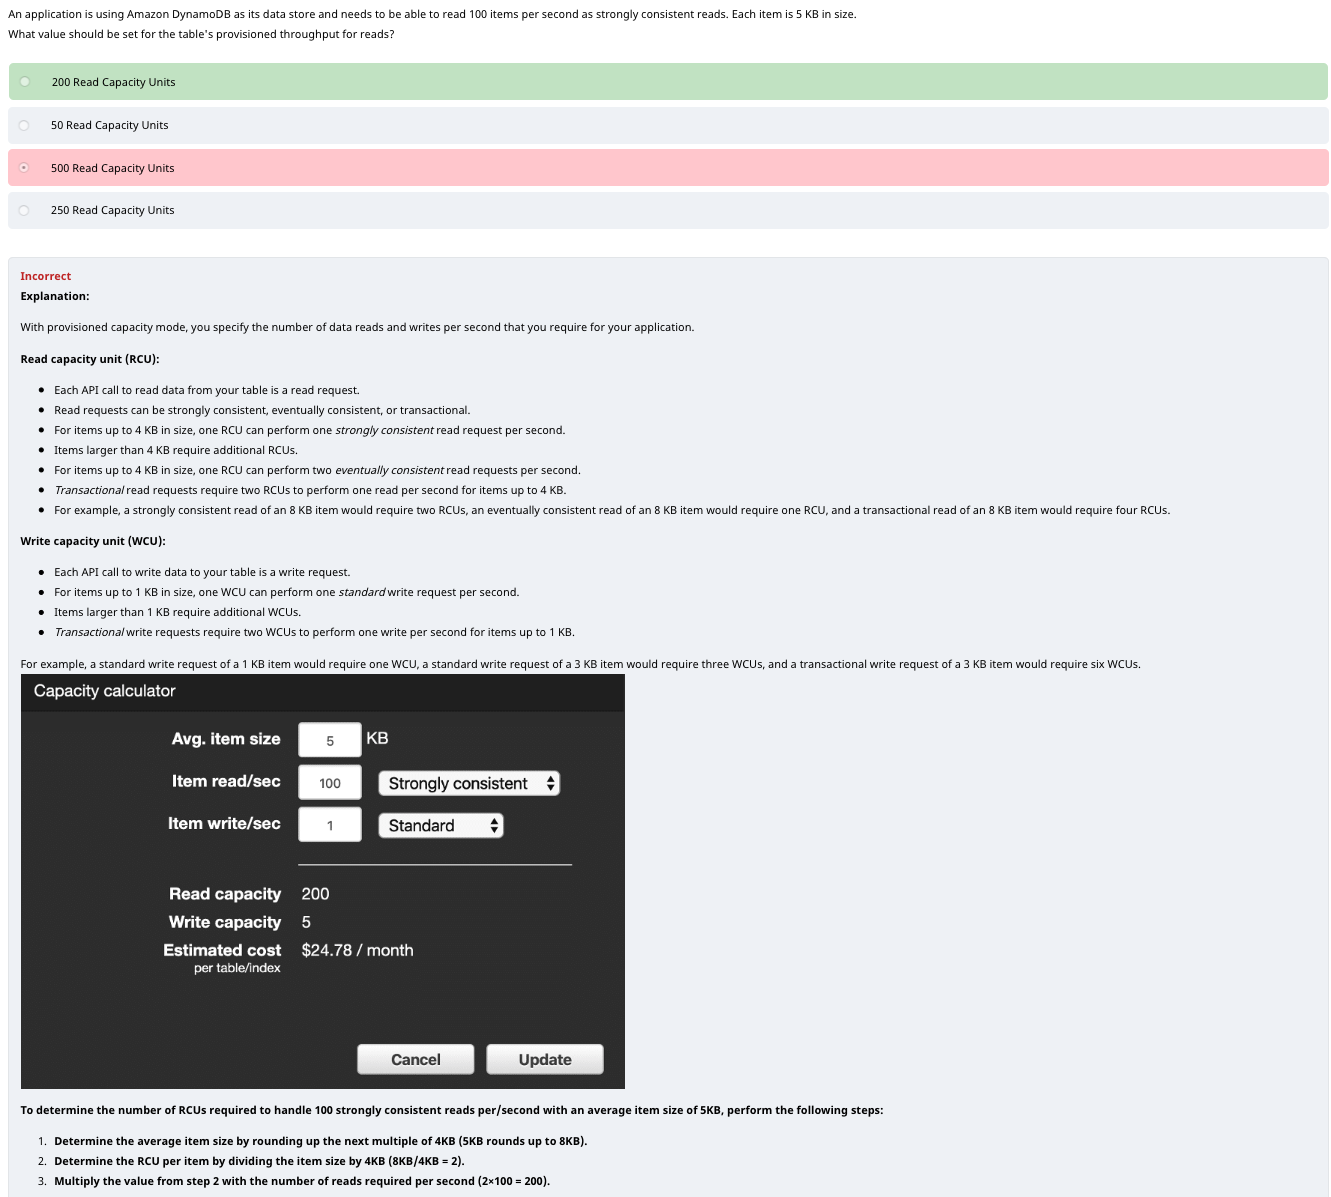 An application is using Amazon DynamoDB as its data store and needs to be able to read 100 items per second as strongly consistent reads. Each item is 5 KB in size.
What value should be set for the table's provisioned throughput for reads?
200 Read Capacity Units
50 Read Capacity Units
500 Read Capacity Units
250 Read Capacity Units
Incorrect
Explanation:
With provisioned capacity mode, you specify the number of data reads and writes per second that you require for your application.
Read capacity unit (RCU):
• Each API call to read data from your table is a read request.
• Read requests can be strongly consistent, eventually consistent, or transactional.
• For items up to 4 KB in size, one RCU can perform one strongly consistent read request per second.
• Items larger than 4 KB require additional RCUs.
• For items up to 4 KB in size, one RCU can perform two eventually consistent read requests per second.
• Transactional read requests require two RCUs to perform one read per second for items up to 4 KB.
• For example, a strongly consistent read of an 8 KB item would require two RCUs, an eventually consistent read of an 8 KB item would require one RCU, and a transactional read of an 8 KB item would require four RCUs.
Write capacity unit (WCU):
• Each API call to write data to your table is a write request.
• For items up to 1 KB in size, one WCU can perform one standard write request per second.
• Items larger than 1 KB require additional WCUs.
• Transactional write requests require two WCUs to perform one write per second for items up to 1 KB.
For example, a standard write request of a 1 KB item would require one WCU, a standard write request of a 3 KB item would require three WCUs, and a transactional write request of a 3 KB item would require six WCUs.
Capacity calculator
Avg. item size 5 KB
Item read/sec 100 Strongly consistent
Item write/sec 1 Standard
Read capacity 200
Write capacity 5
Estimated cost $24.78 / month
per table/index
Cancel Update
To determine the number of RCUs required to handle 100 strongly consistent reads per/second with an average item size of 5KB, perform the following steps:
1. Determine the average item size by rounding up the next multiple of 4KB (5KB rounds up to 8KB).
2. Determine the RCU per item by dividing the item size by 4KB (8KB/4KB = 2).
3. Multiply the value from step 2 with the number of reads required per second (2×100 = 200).